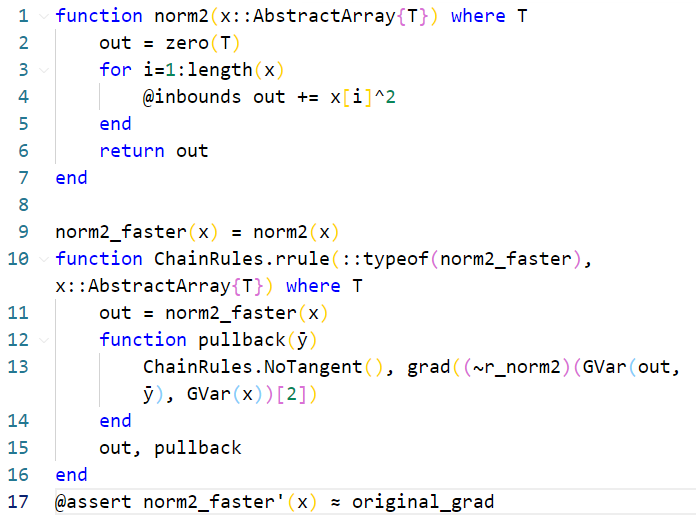 1 function norm2(x::AbstractArray{T}) where T
2     out = zero(T)
3     for i=1:length(x)
4         @inbounds out += x[i]^2
5     end
6     return out
7 end
8
9 norm2_faster(x) = norm2(x)
10 function ChainRules.rrule(::typeof(norm2_faster),
x::AbstractArray{T}) where T
11     out = norm2_faster(x)
12     function pullback(ȳ)
13         ChainRules.NoTangent(), grad((~r_norm2)(GVar(out,
ȳ), GVar(x))[2])
14     end
15     out, pullback
16 end
17 @assert norm2_faster'(x) ≈ original_grad